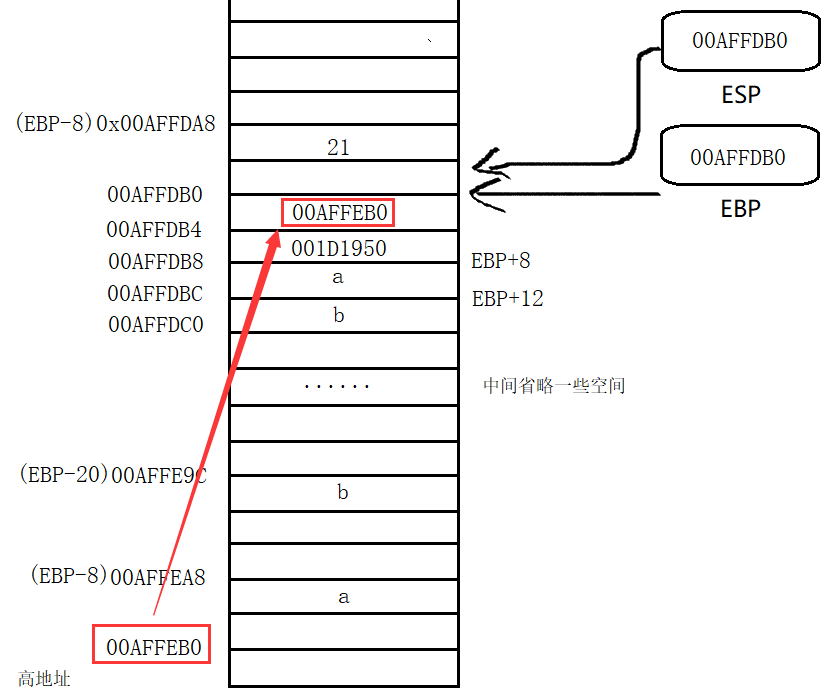 00AFFDB0
ESP
(EBP-8)0x00AFFDA8
21
00AFFDB0
EBP
00AFFDB0
00AFFEB0
00AFFDB4
001D1950
00AFFDB8
EBP+8
a
00AFFDBC
EBP+12
b
00AFFDC0
······
中间省略一些空间
(EBP-20)00AFFE9C
b
(EBP-8)00AFFEA8
a
00AFFEB0
高地址